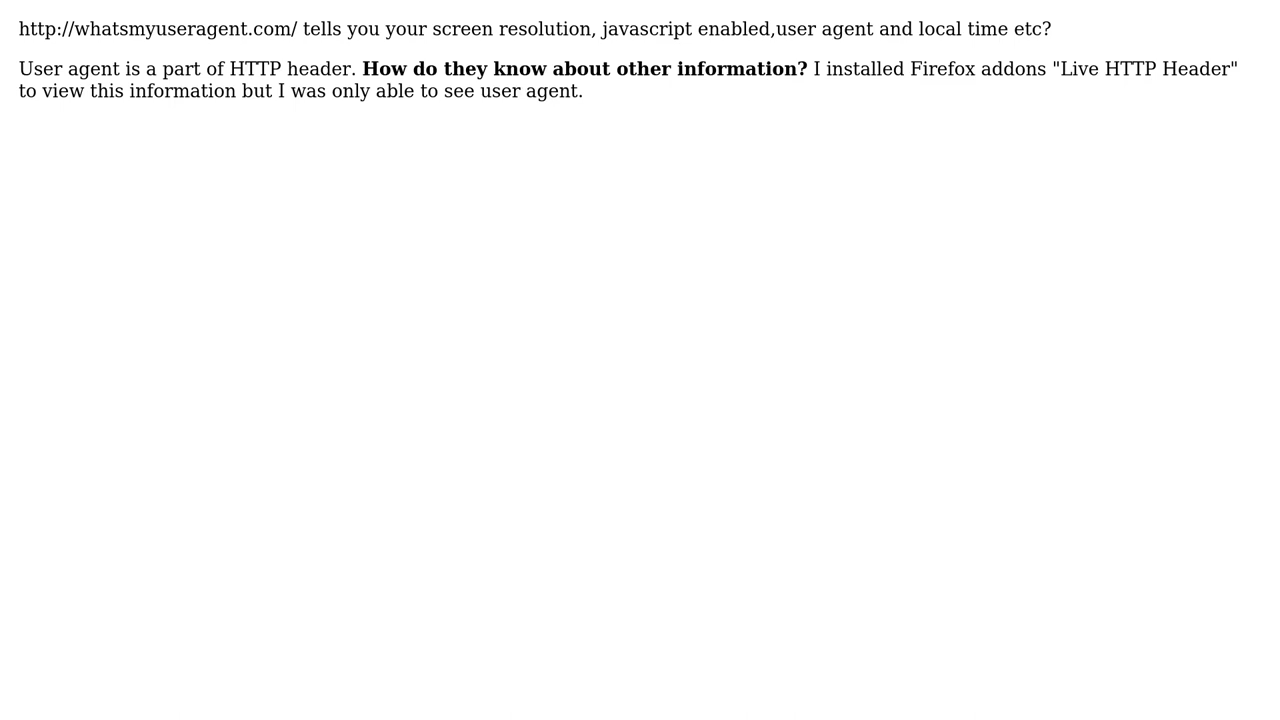 http://whatsmyuseragent.com/ tells you your screen resolution, javascript enabled,user agent and local time etc?
User agent is a part of HTTP header. How do they know about other information? I installed Firefox addons "Live HTTP Header"
to view this information but I was only able to see user agent.